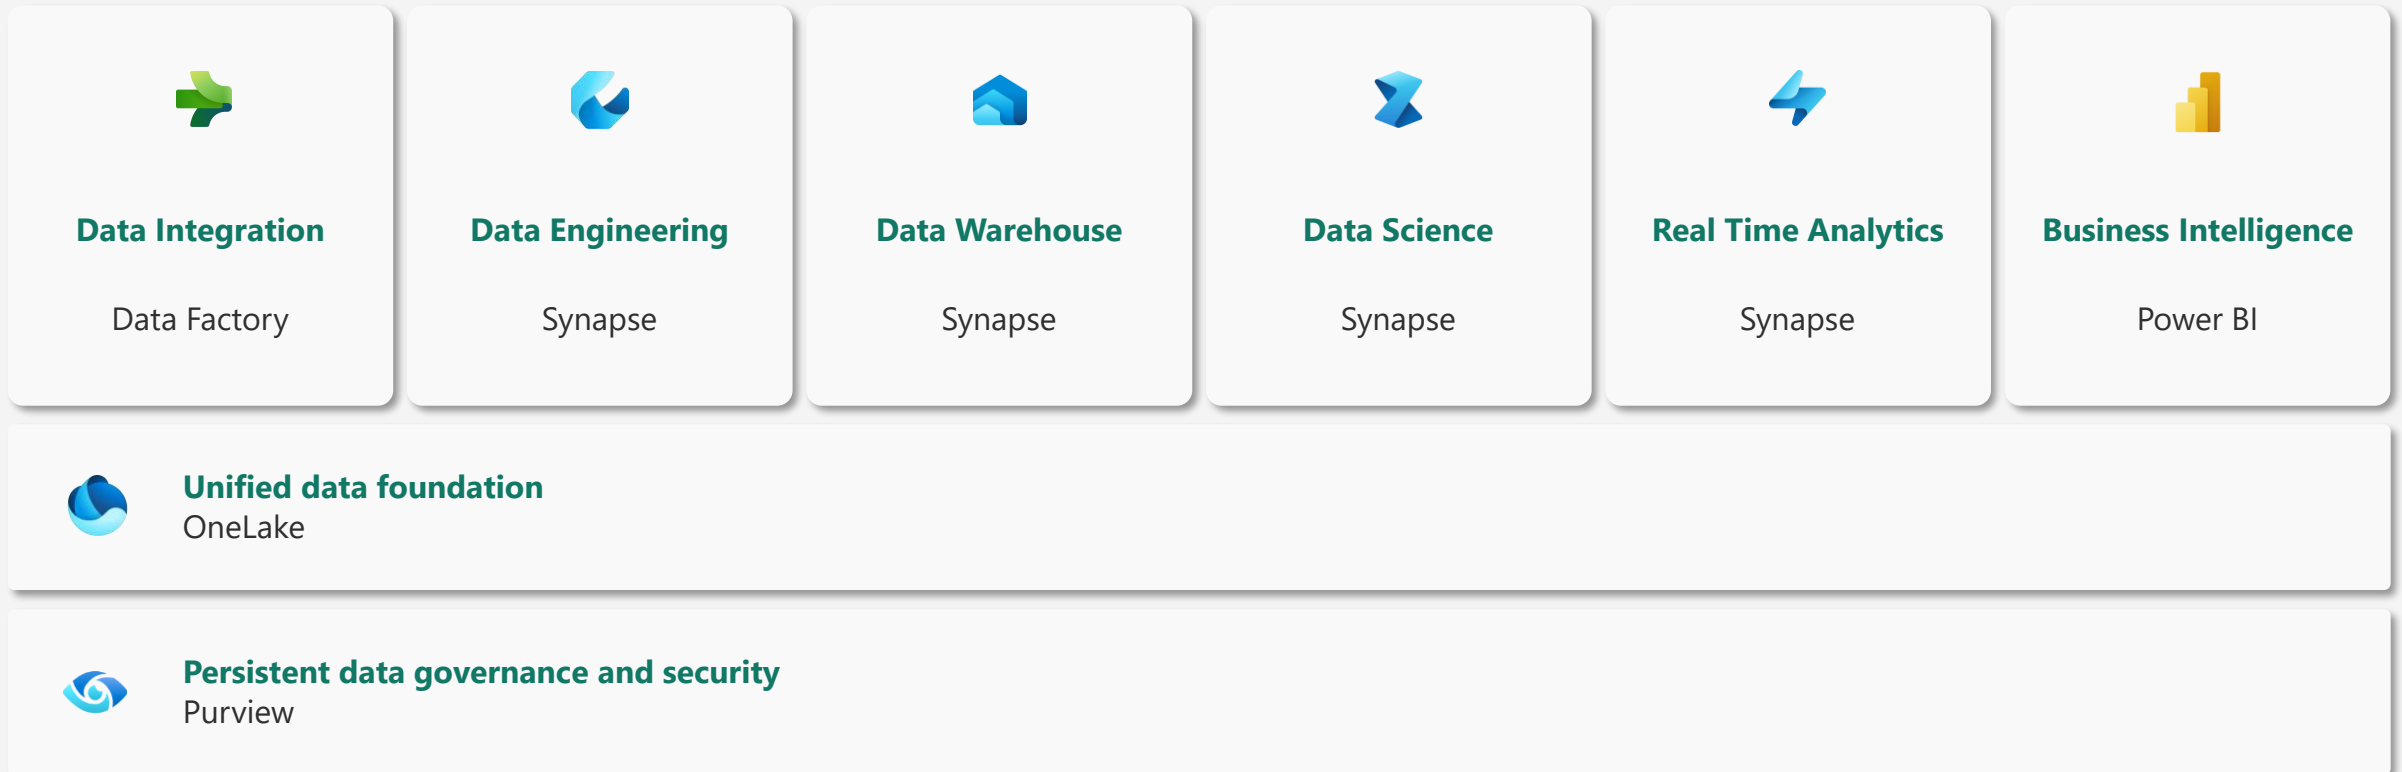 Data Integration
Data Factory
Data Engineering
Synapse
Data Warehouse
Synapse
Data Science
Synapse
Real Time Analytics
Synapse
Business Intelligence
Power BI
Unified data foundation
OneLake
Persistent data governance and security
Purview